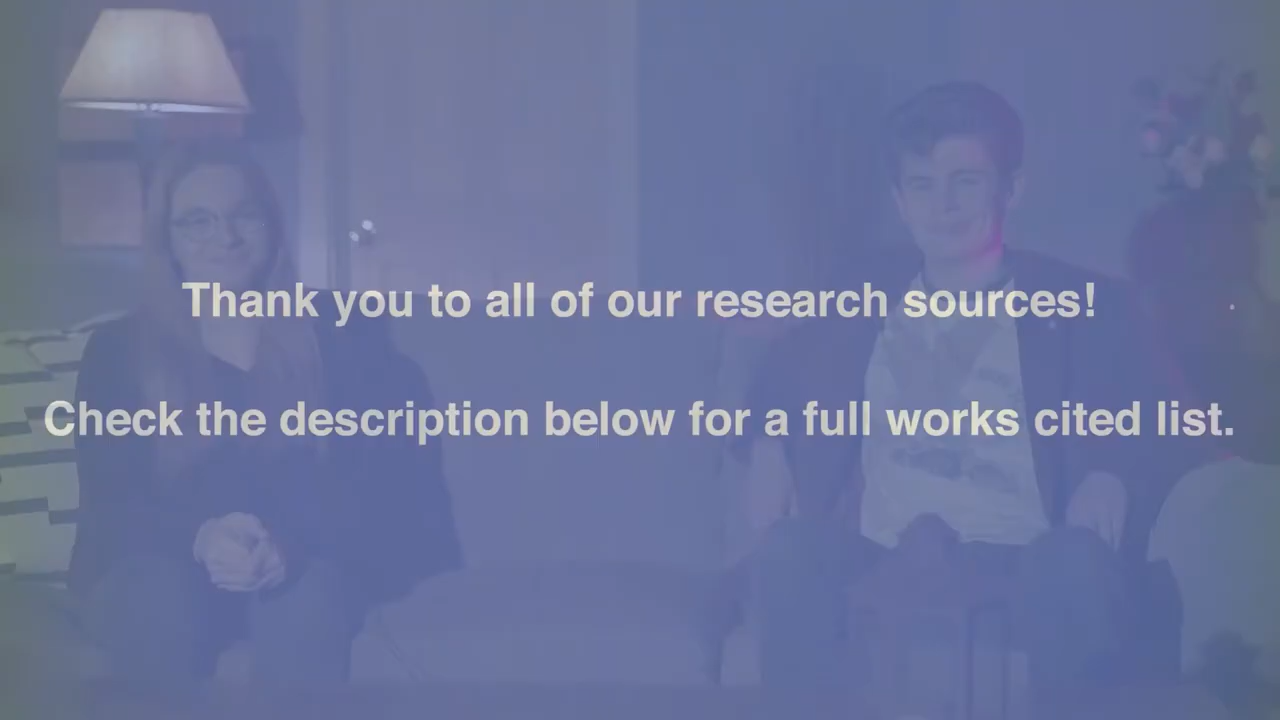 Thank you to all of our research sources!
Check the description below for a full works cited list.